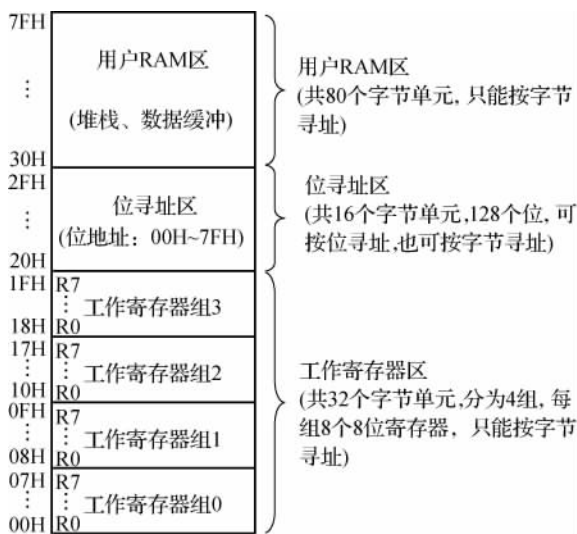 7FH
用户RAM区
⋮
(堆栈、数据缓冲)
30H
用户RAM区
(共80个字节单元, 只能按字节
寻址)
2FH
位寻址区
⋮
(位地址：00H~7FH)
20H
位寻址区
(共16个字节单元,128个位, 可
按位寻址,也可按字节寻址)
1FH R7
⋮ ⋮ 工作寄存器组3
18H R0
17H R7
⋮ ⋮ 工作寄存器组2
10H R0
0FH R7
⋮ ⋮ 工作寄存器组1
08H R0
07H R7
⋮ ⋮ 工作寄存器组0
00H R0
工作寄存器区
(共32个字节单元,分为4组, 每
组8个8位寄存器，只能按字节
寻址)